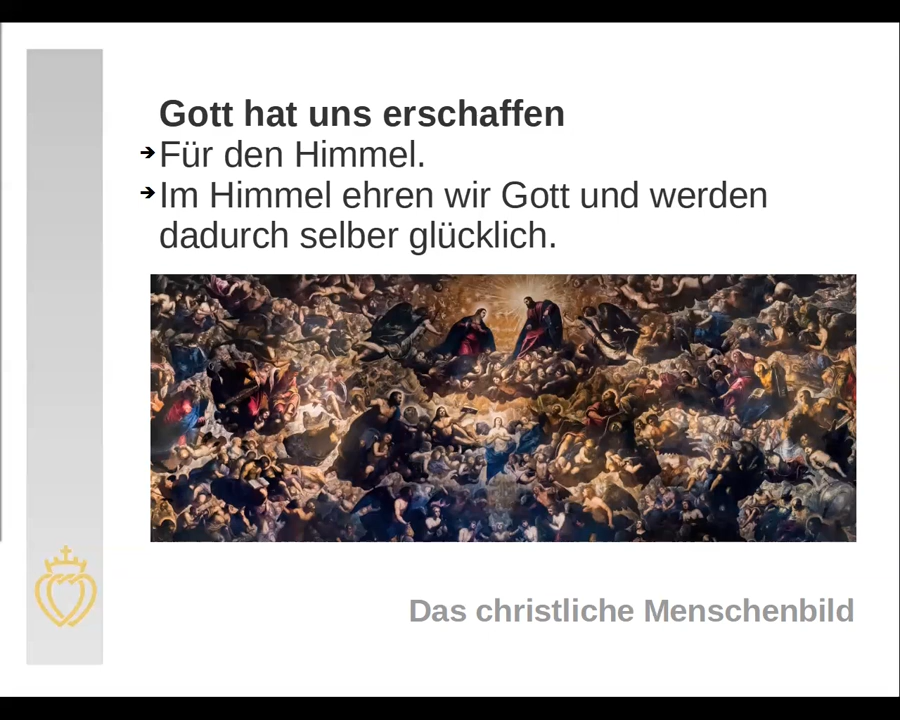 Gott hat uns erschaffen
➔Für den Himmel.
➔Im Himmel ehren wir Gott und werden
dadurch selber glücklich.
Das christliche Menschenbild